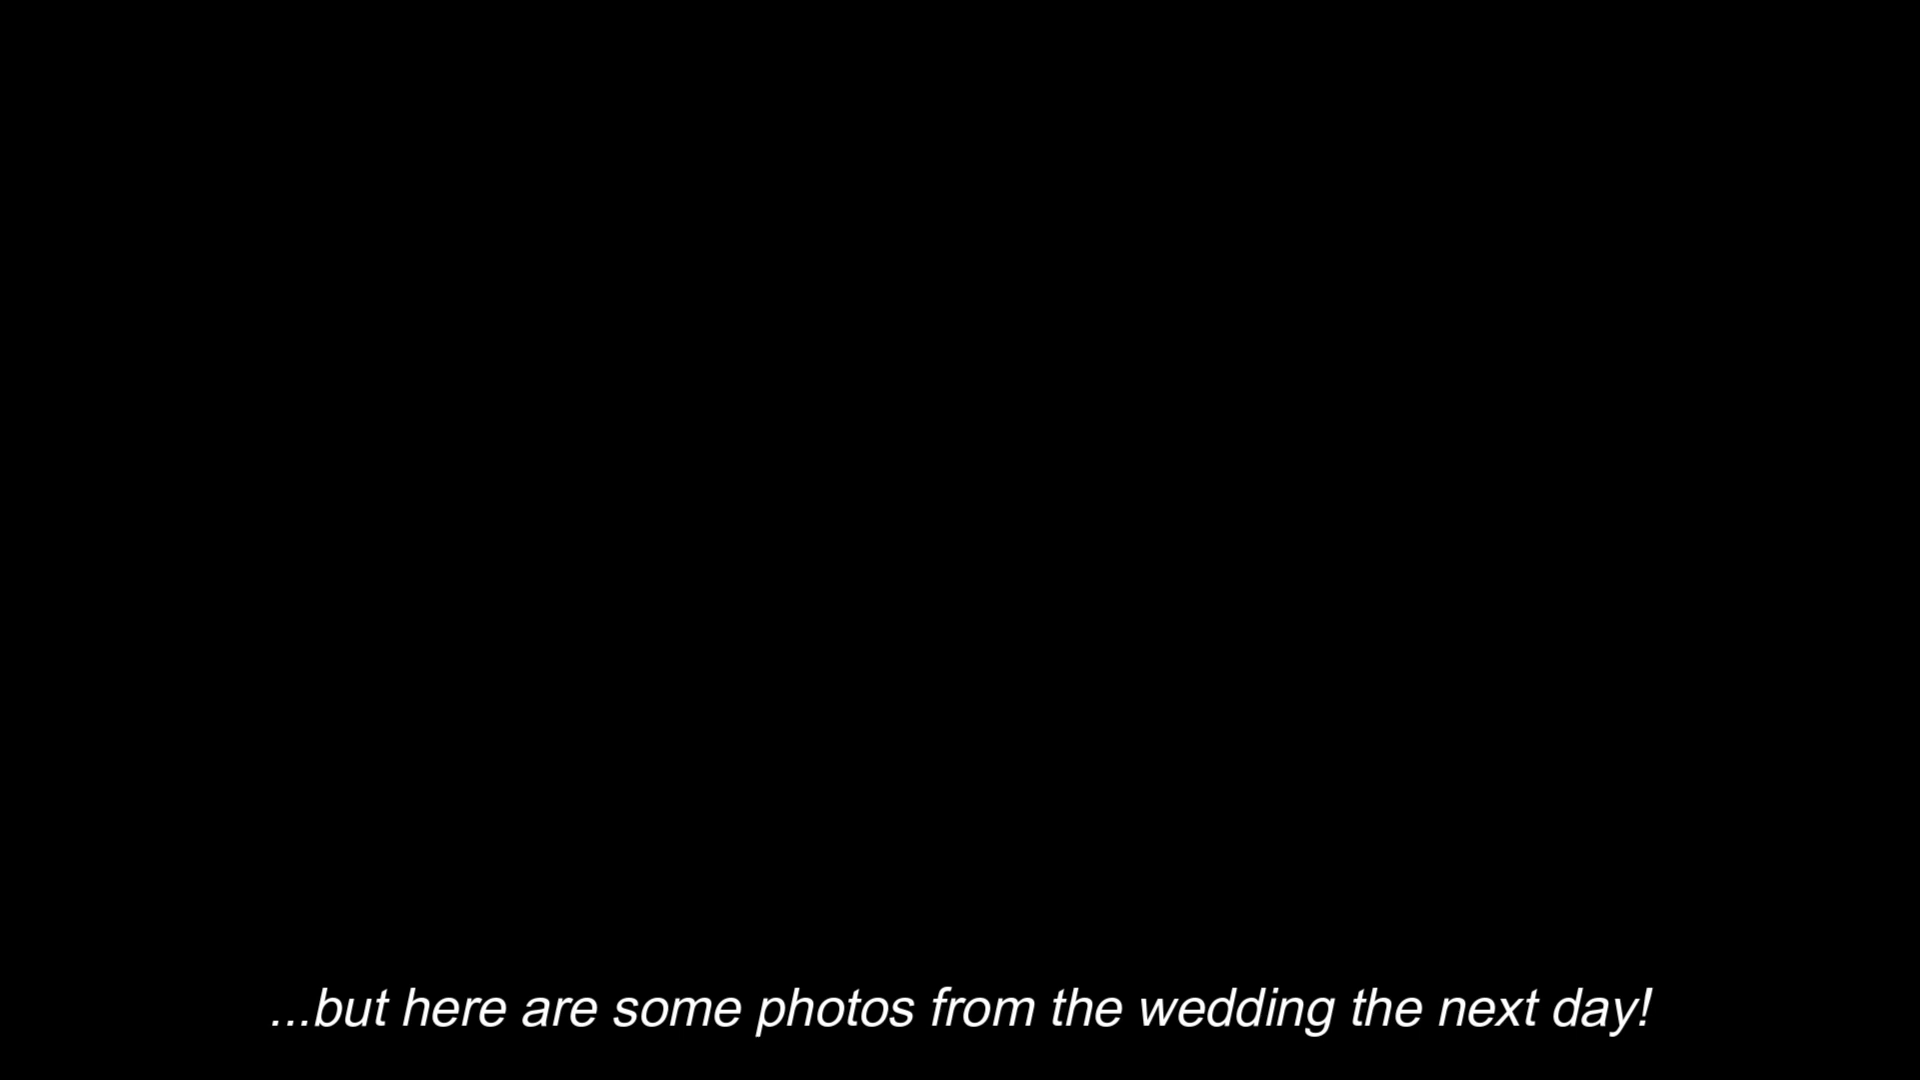 ...but here are some photos from the wedding the next day!